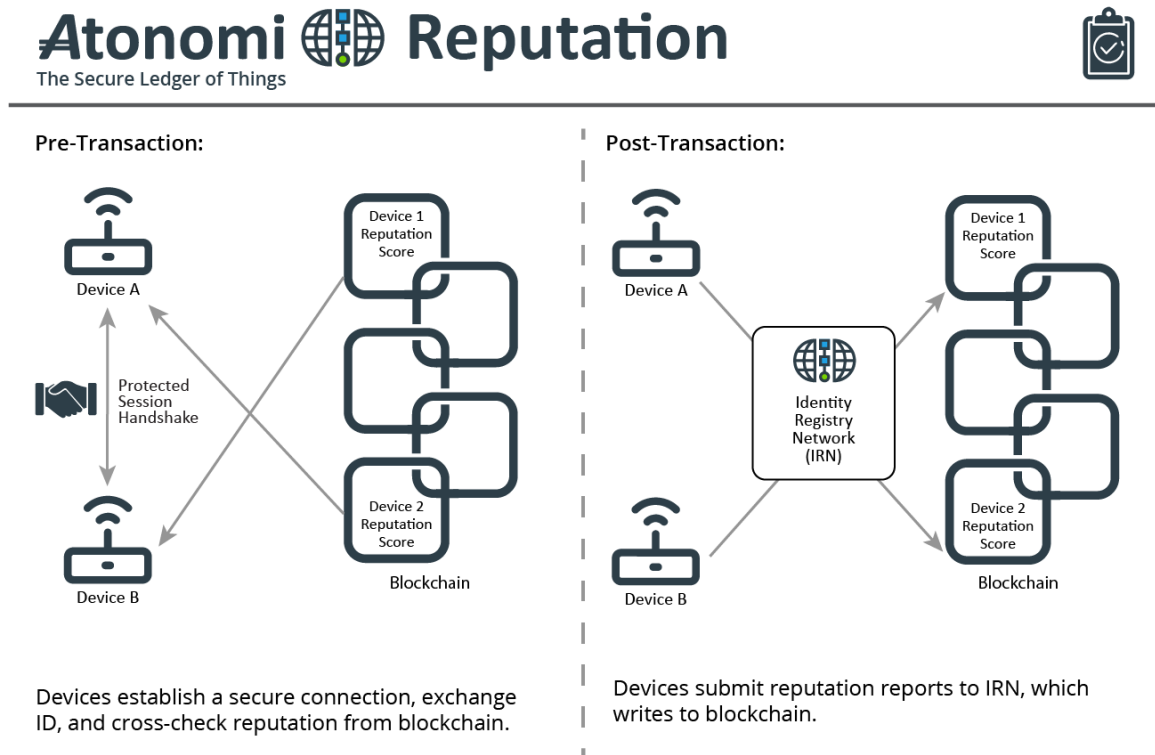 Atonomi Reputation
The Secure Ledger of Things
Pre-Transaction:
Device A
Protected
Session
Handshake
Device B
Device 1
Reputation
Score
Device 2
Reputation
Score
Blockchain
Devices establish a secure connection, exchange
ID, and cross-check reputation from blockchain.
Post-Transaction:
Device A
Device B
Identity
Registry
Network
(IRN)
Device 1
Reputation
Score
Device 2
Reputation
Score
Blockchain
Devices submit reputation reports to IRN, which
writes to blockchain.